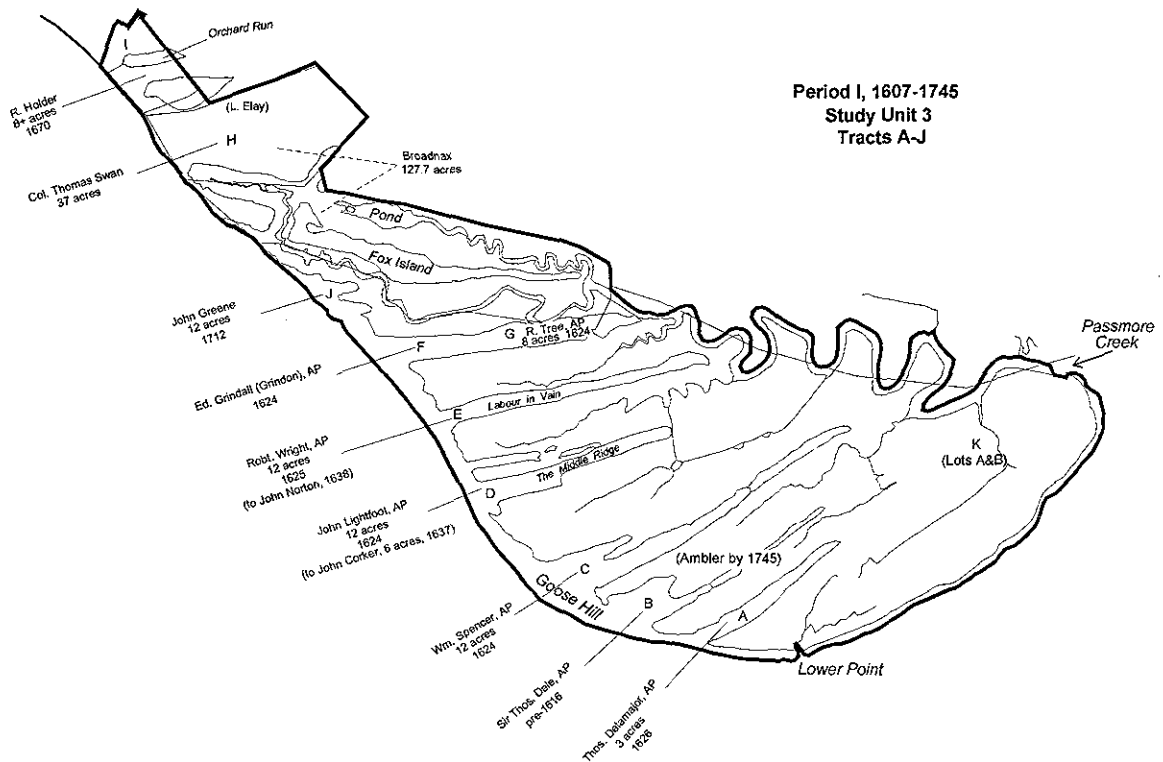 Period I, 1607-1745
Study Unit 3
Tracts A-J
I
Orchard Run
R. Holder
8+ acres
1670
(L. Elay)
H
Col. Thomas Swan
37 acres
Broadnax
127.7 acres
Pond
Fox Island
J
John Greene
12 acres
1712
G
R. Tree, AP
8 acres 1624
F
Ed. Grindall (Grindon), AP
1624
E
Labour in Vain
Robt. Wright, AP
12 acres
1625
(to John Norton, 1638)
The Middle Ridge
D
John Lightfoot, AP
12 acres
1624
(to John Corker, 6 acres, 1637)
Passmore
Creek
K
(Lots A&B)
(Ambler by 1745)
C
Goose Hill
B
A
Wm. Spencer, AP
12 acres
1624
Sir Thos. Dale, AP
pre-1616
Thos. Delamajor, AP
3 acres
1626
Lower Point